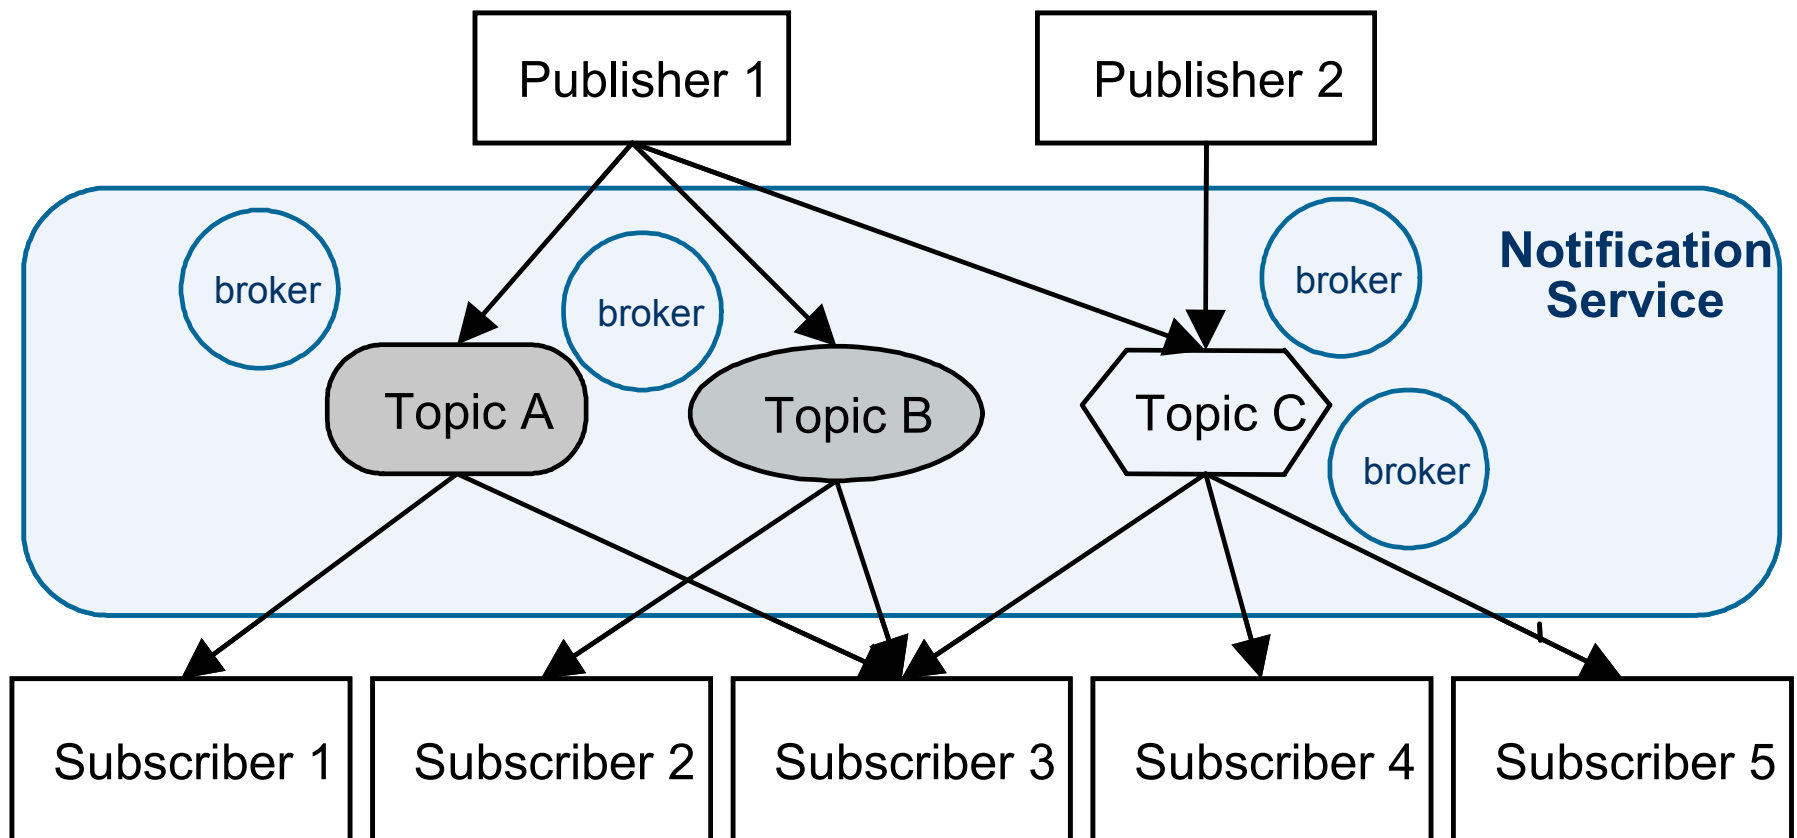 Publisher 1
Publisher 2
Notification
Service
broker
broker
broker
broker
Topic A
Topic B
Topic C
Subscriber 1
Subscriber 2
Subscriber 3
Subscriber 4
Subscriber 5